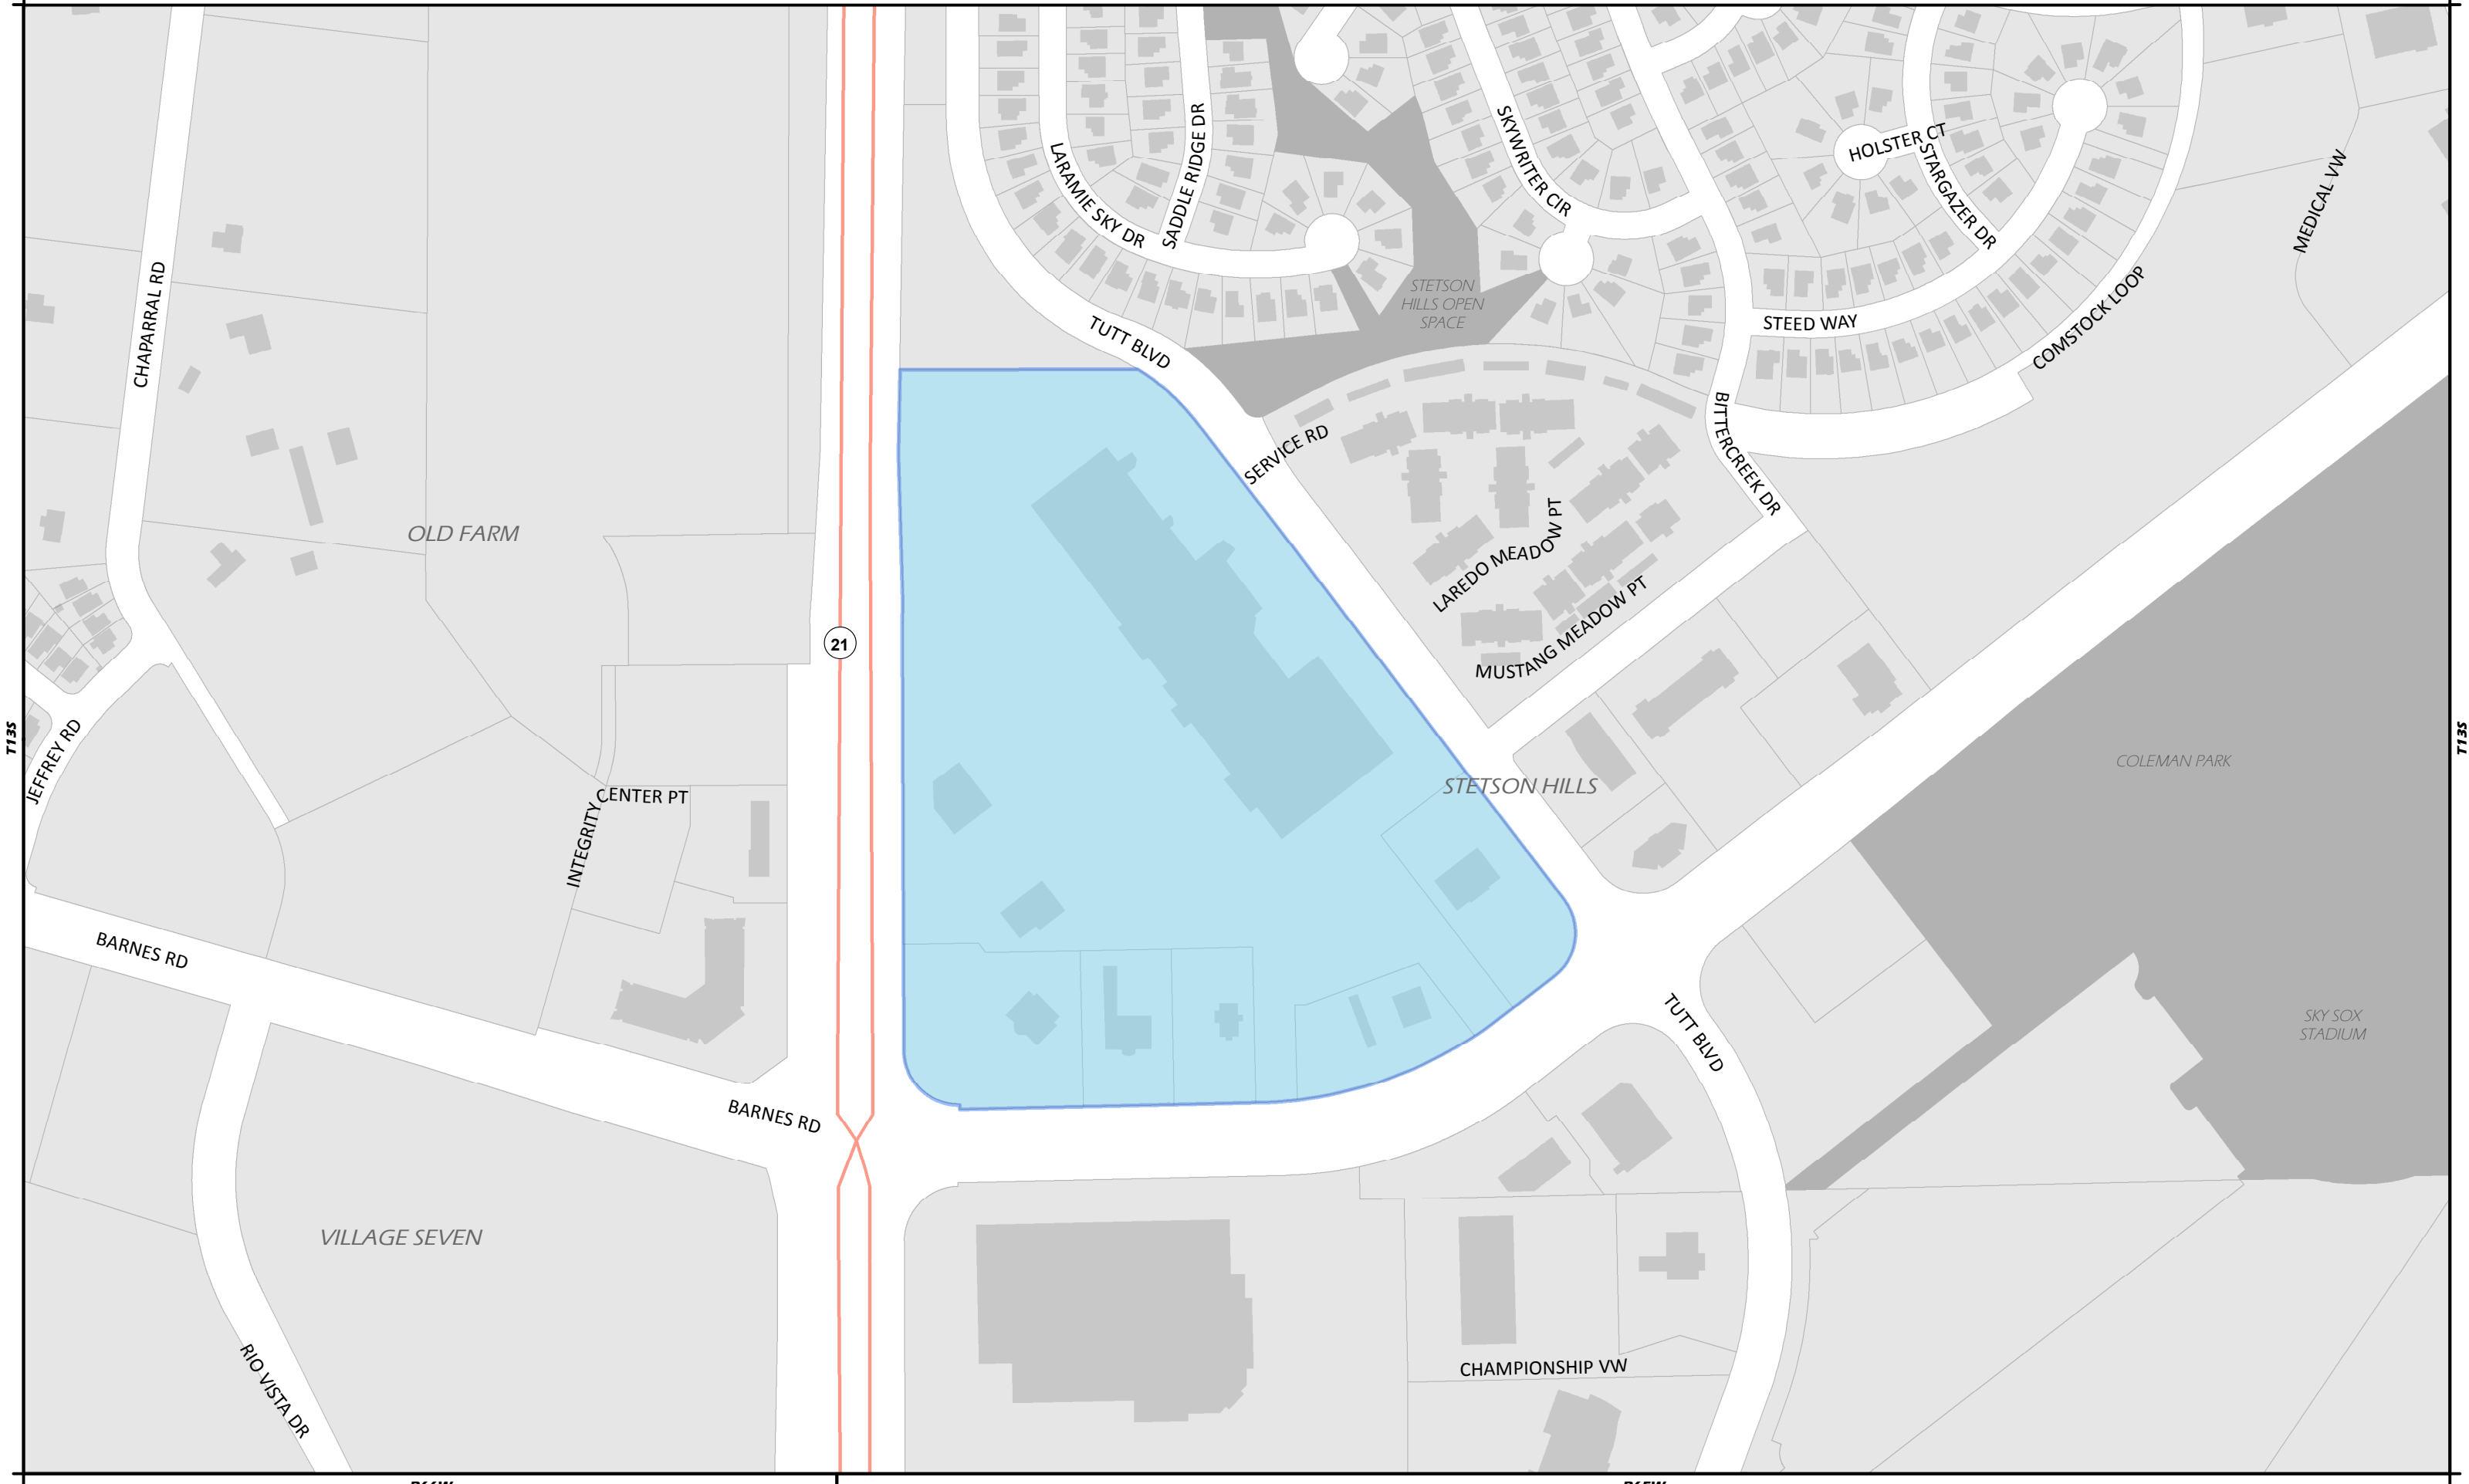 SKYWRITER CIR
HOLSTER CT
STARGAZER DR
MEDICAL VW
LARAMIE SKY DR
SADDLE RIDGE DR
CHAPARRAL RD
STETSON
HILLS OPEN
SPACE
TUTT BLVD
STEED WAY
COMSTOCK LOOP
SERVICE RD
BITTERCREEK DR
OLD FARM
LAREDO MEADOW PT
MUSTANG MEADOW PT
21
T13S
T13S
JEFFREY RD
CENTER PT
INTEGRITY
STETSON HILLS
COLEMAN PARK
BARNES RD
SKY SOX
STADIUM
TUTT BLVD
BARNES RD
VILLAGE SEVEN
CHAMPIONSHIP VW
RIO VISTA DR